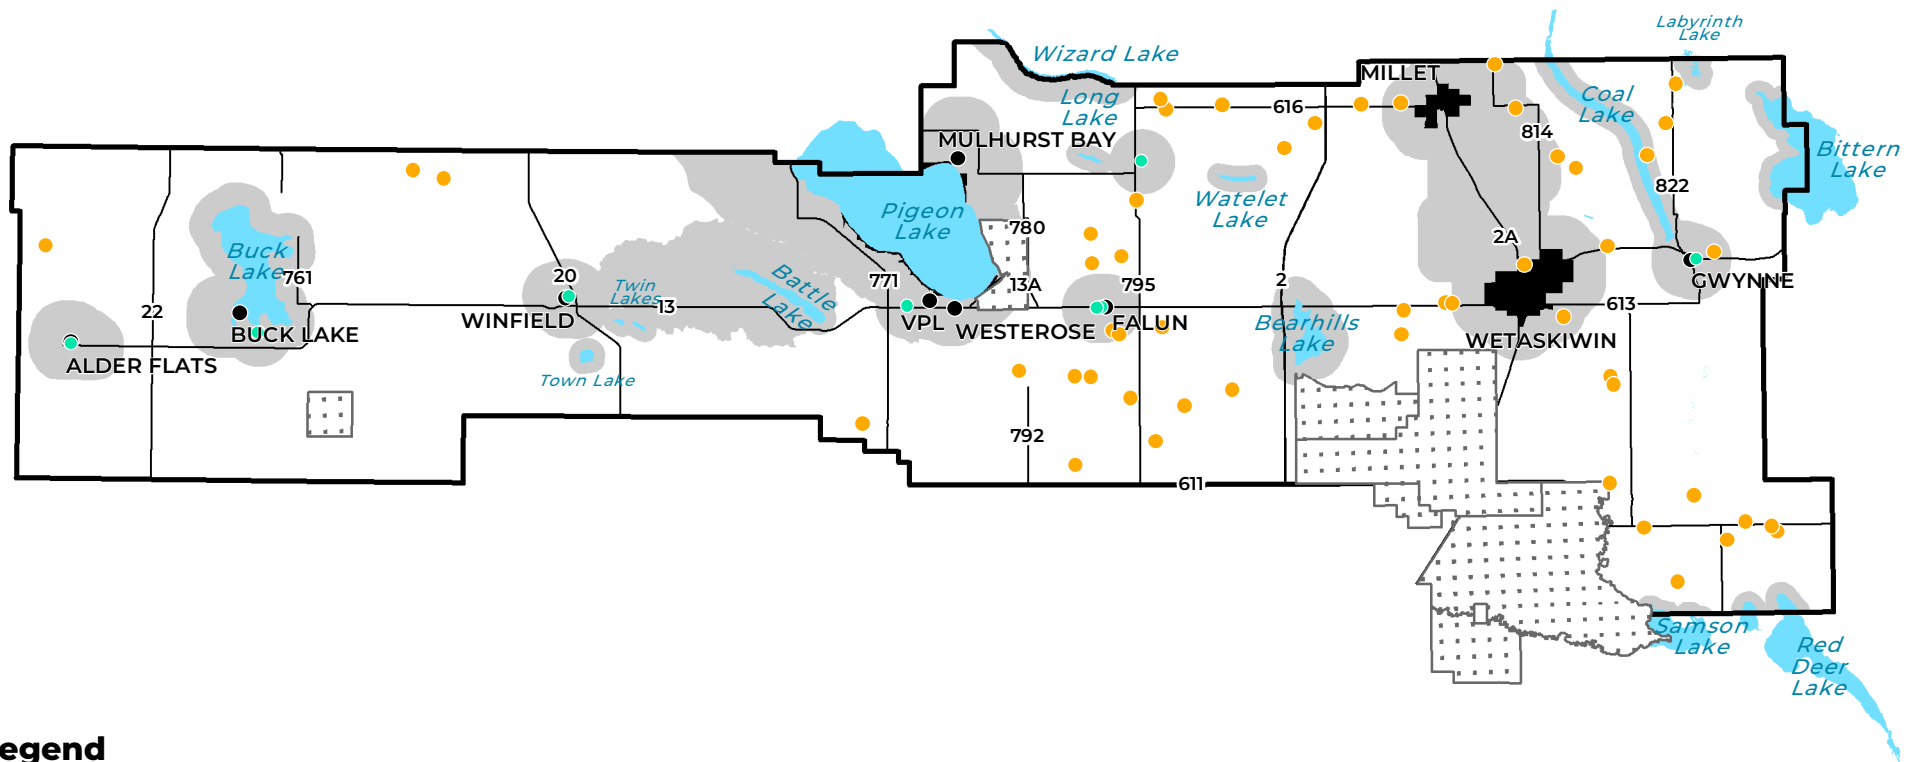 Labyrinth
Lake
Wizard Lake
MILLET
Long
Lake
616
Coal
Lake
814
MULHURST BAY
Bittern
Lake
822
Watelet
Lake
Pigeon
Lake
780
2A
Buck
Lake
761
20
Twin
Lakes
13
Battle
Lake
771
13A
795
2
GWYNNE
613
22
WINFIELD
VPL
WESTEROSE
FALUN
Bearhills
Lake
BUCK LAKE
WETASKIWIN
ALDER FLATS
Town Lake
792
611
Samson
Lake
Red
Deer
Lake
egend